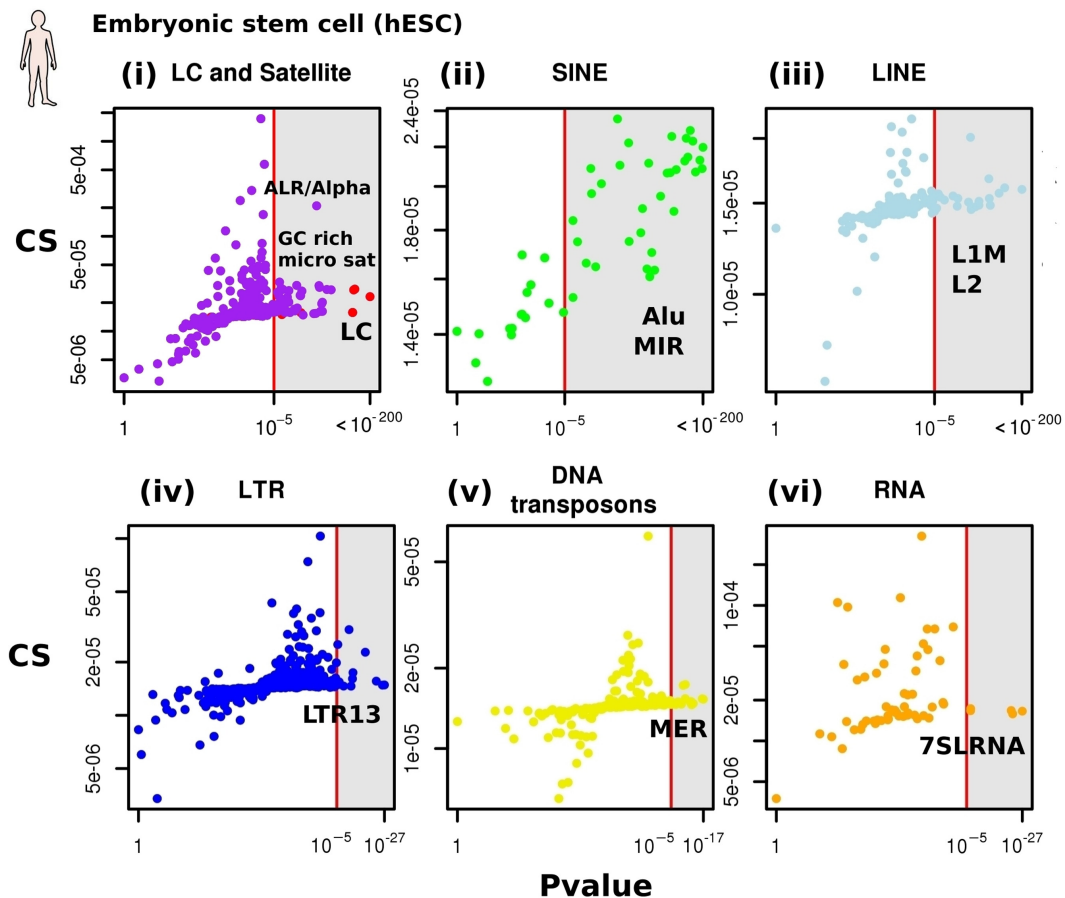 Embryonic stem cell (hESC)
(i) LC and Satellite
(ii) SINE
(iii) LINE
CS
5e-04
5e-05
5e-06
ALR/Alpha
GC rich
micro sat
LC
1
10⁻⁵
<10⁻²⁰⁰
2.4e-05
1.8e-05
1.4e-05
Alu
MIR
1
10⁻⁵
<10⁻²⁰⁰
1.5e-05
1.0e-05
L1M
L2
1
10⁻⁵
<10⁻²⁰⁰
(iv) LTR
(v) DNA
transposons
(vi) RNA
CS
5e-05
2e-05
5e-06
LTR13
1
10⁻⁵
10⁻²⁷
5e-05
2e-05
1e-05
MER
1
10⁻⁵
10⁻¹⁷
1e-04
2e-05
5e-06
7SLRNA
1
10⁻⁵
10⁻²⁷
Pvalue